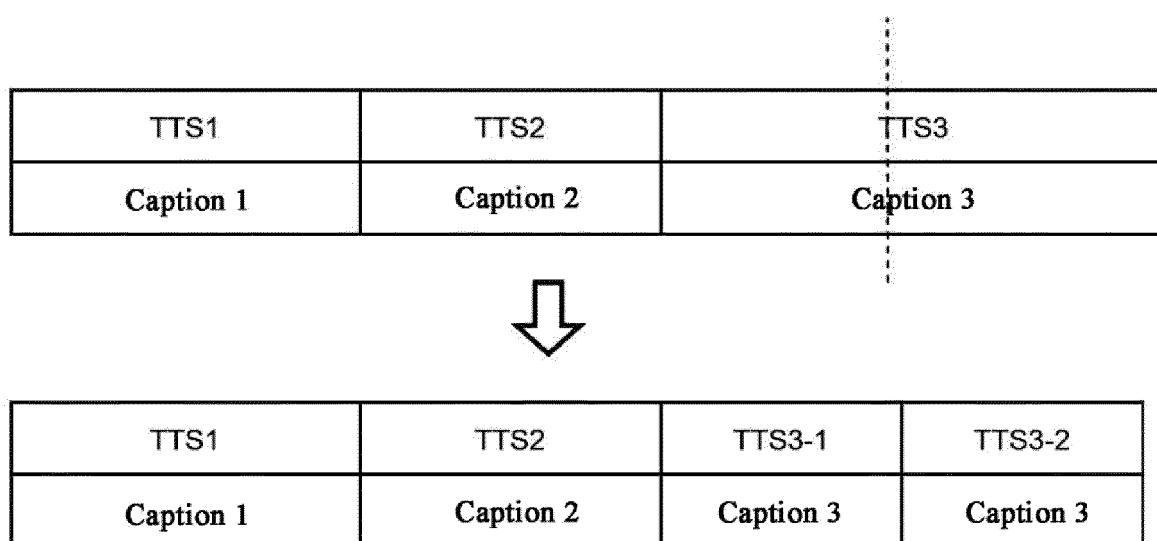 TTS1 TTS2 TTS3
Caption 1 Caption 2 Caption 3
TTS1 TTS2 TTS3-1 TTS3-2
Caption 1 Caption 2 Caption 3 Caption 3